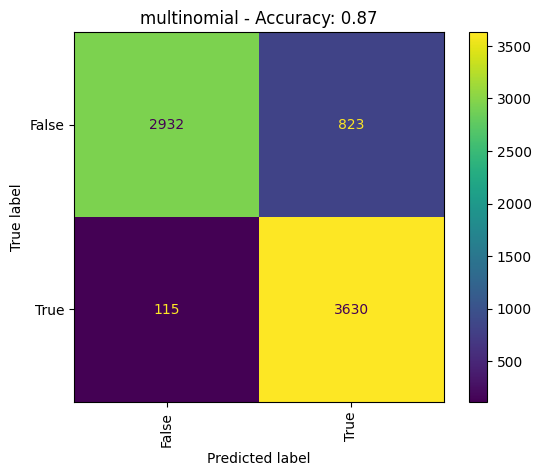 multinomial - Accuracy: 0.87
True label
False
2932
823
True
115
3630
False
True
Predicted label
3500
3000
2500
2000
1500
1000
500